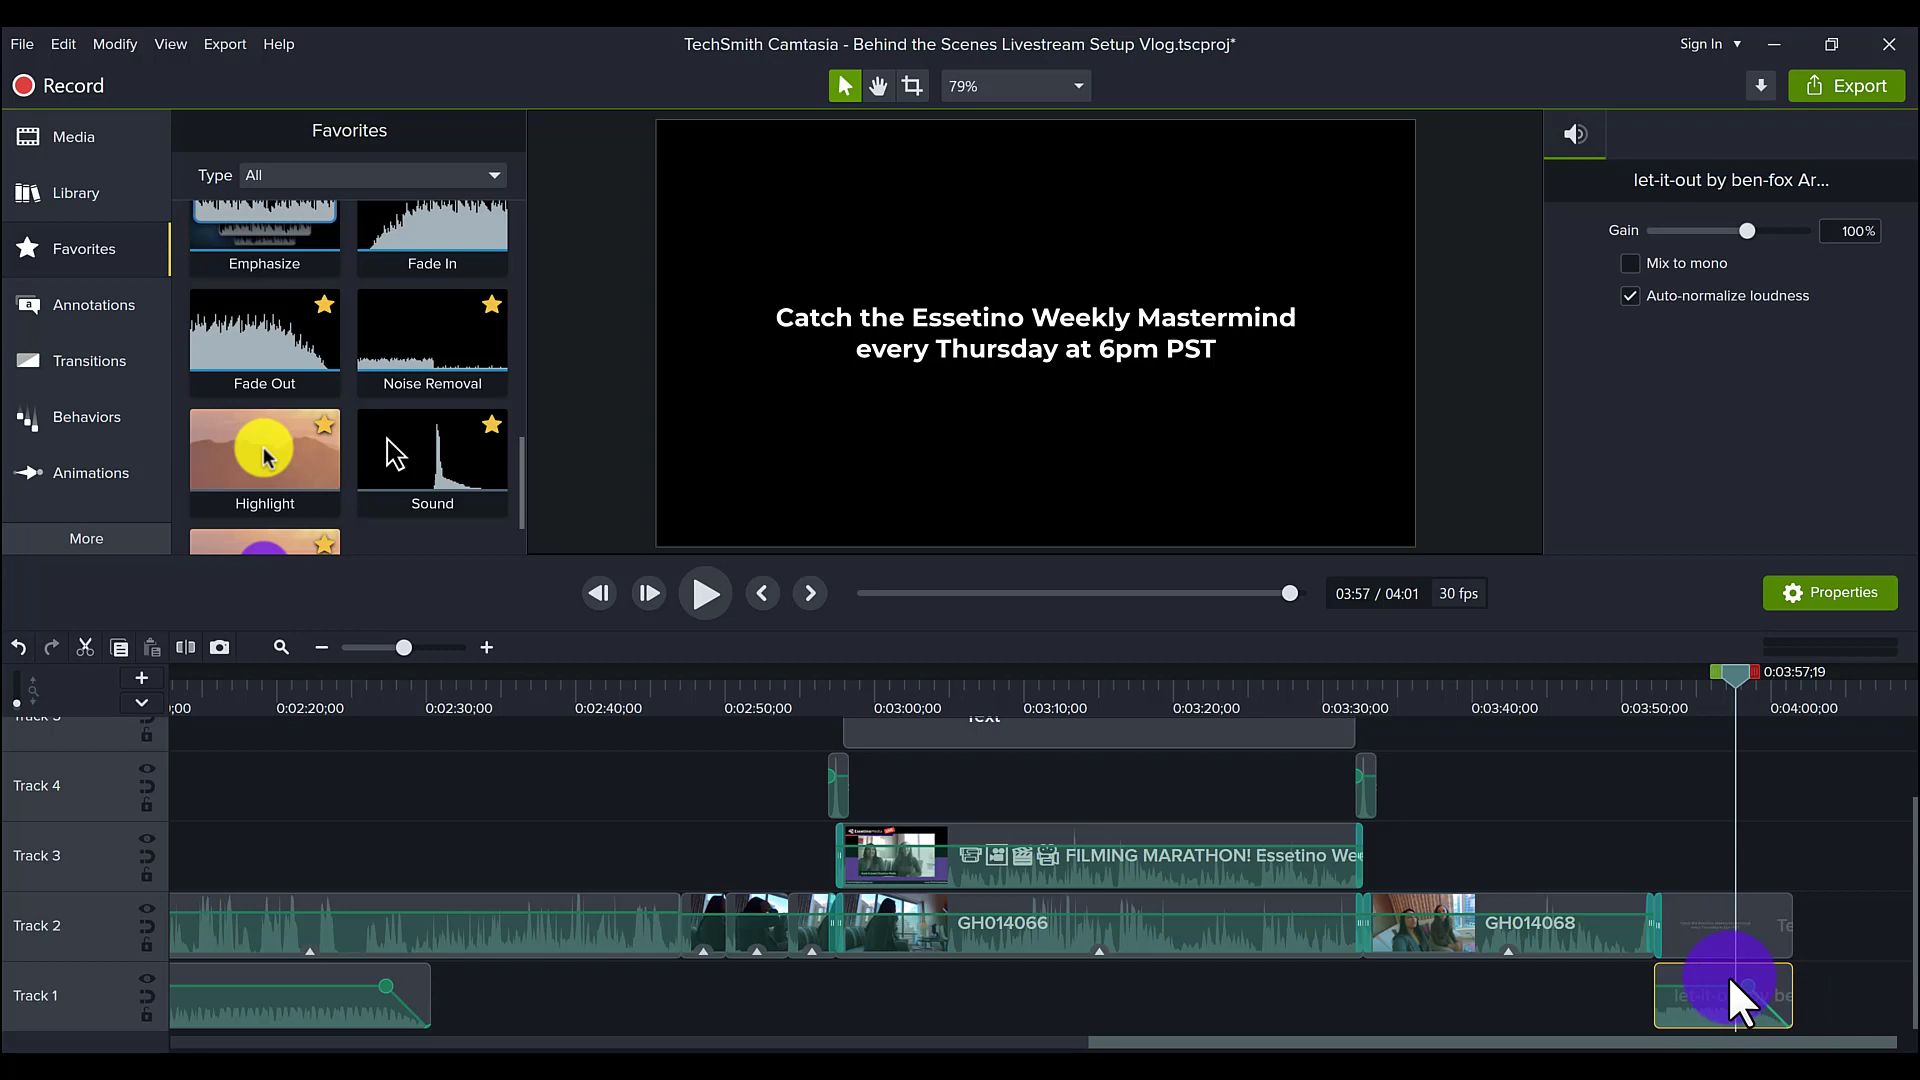 File Edit Modify View Export Help
TechSmith Camtasia - Behind the Scenes Livestream Setup Vlog.tscproj*
Sign In
Record
79%
Export
Media
Library
Favorites
Annotations
Transitions
Behaviors
Animations
More
Favorites
Type All
Emphasize
Fade In
Fade Out
Noise Removal
Highlight
Sound
Catch the Essetino Weekly Mastermind
every Thursday at 6pm PST
let-it-out by ben-fox Ar...
Gain 100%
Mix to mono
Auto-normalize loudness
03:57 / 04:01 30 fps
Properties
0:03:57;19
;00 0:02:20;00 0:02:30;00 0:02:40;00 0:02:50;00 0:03:00;00 0:03:10;00 0:03:20;00 0:03:30;00 0:03:40;00 0:03:50;00 0:04:00;00
Text
Track 4
Track 3
FILMING MARATHON! Essetino We
Track 2
GH014066
GH014068
Te
Track 1